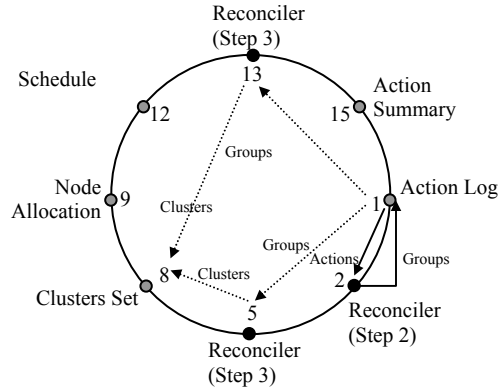 Reconciler
(Step 3)
13
Schedule
12
15
Action
Summary
Groups
Node
Allocation
9
1
Action Log
Clusters
Groups
8
Clusters
Actions
Groups
2
Clusters Set
5
Reconciler
(Step 2)
Reconciler
(Step 3)